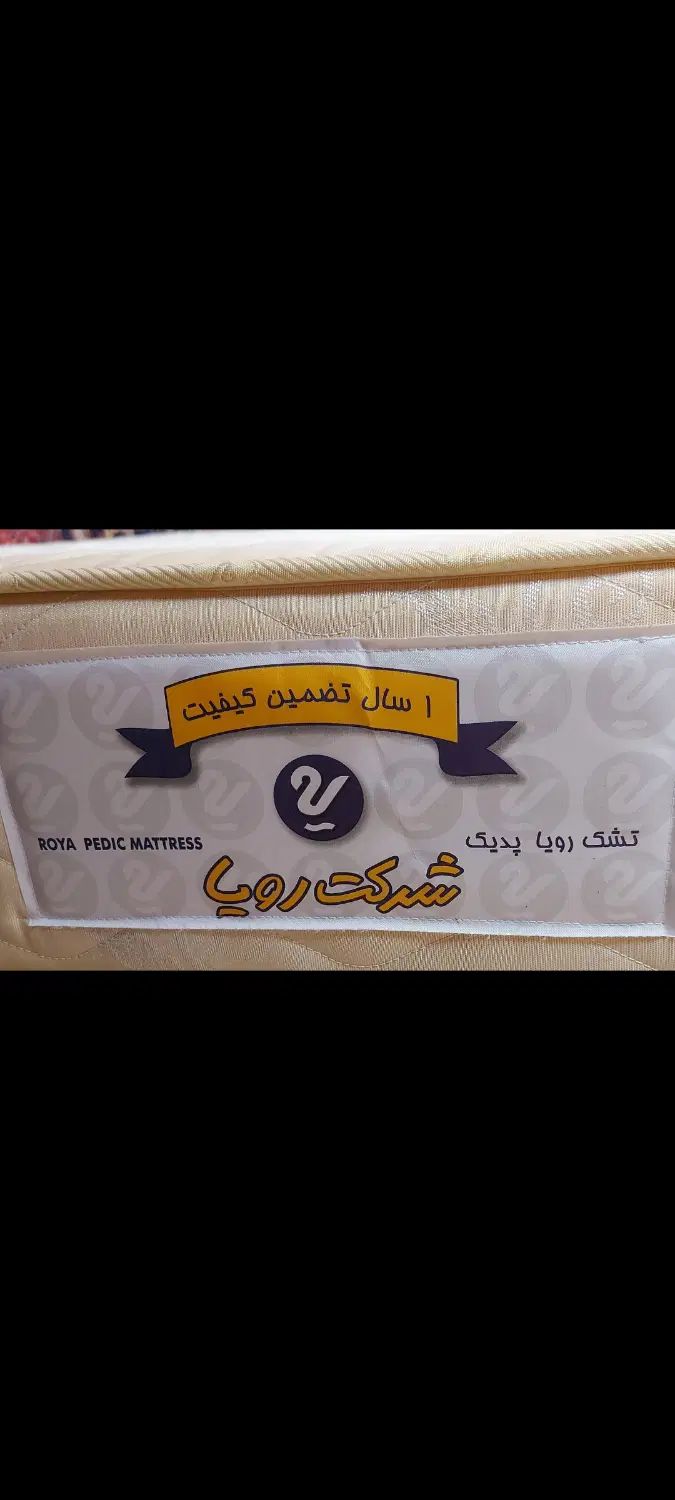 ۱ سال تضمین کیفیت
ROYA PEDIC MATTRESS
تشک رویا پدیک
شرکت رویا